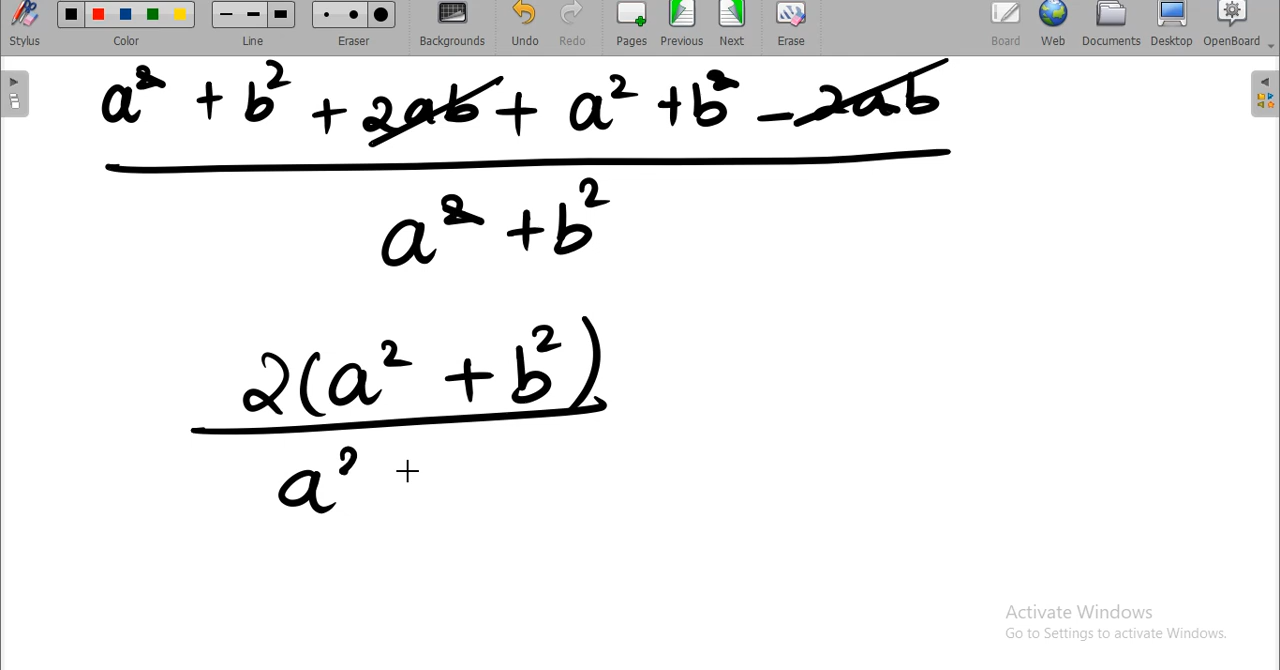 Stylus Color Line Eraser Backgrounds Undo Redo Pages Previous Next Erase Board Web Documents Desktop OpenBoard
a² + b² + 2ab + a² + b² - 2ab
a² + b²
2(a² + b²)
a²
Activate Windows
Go to Settings to activate Windows.